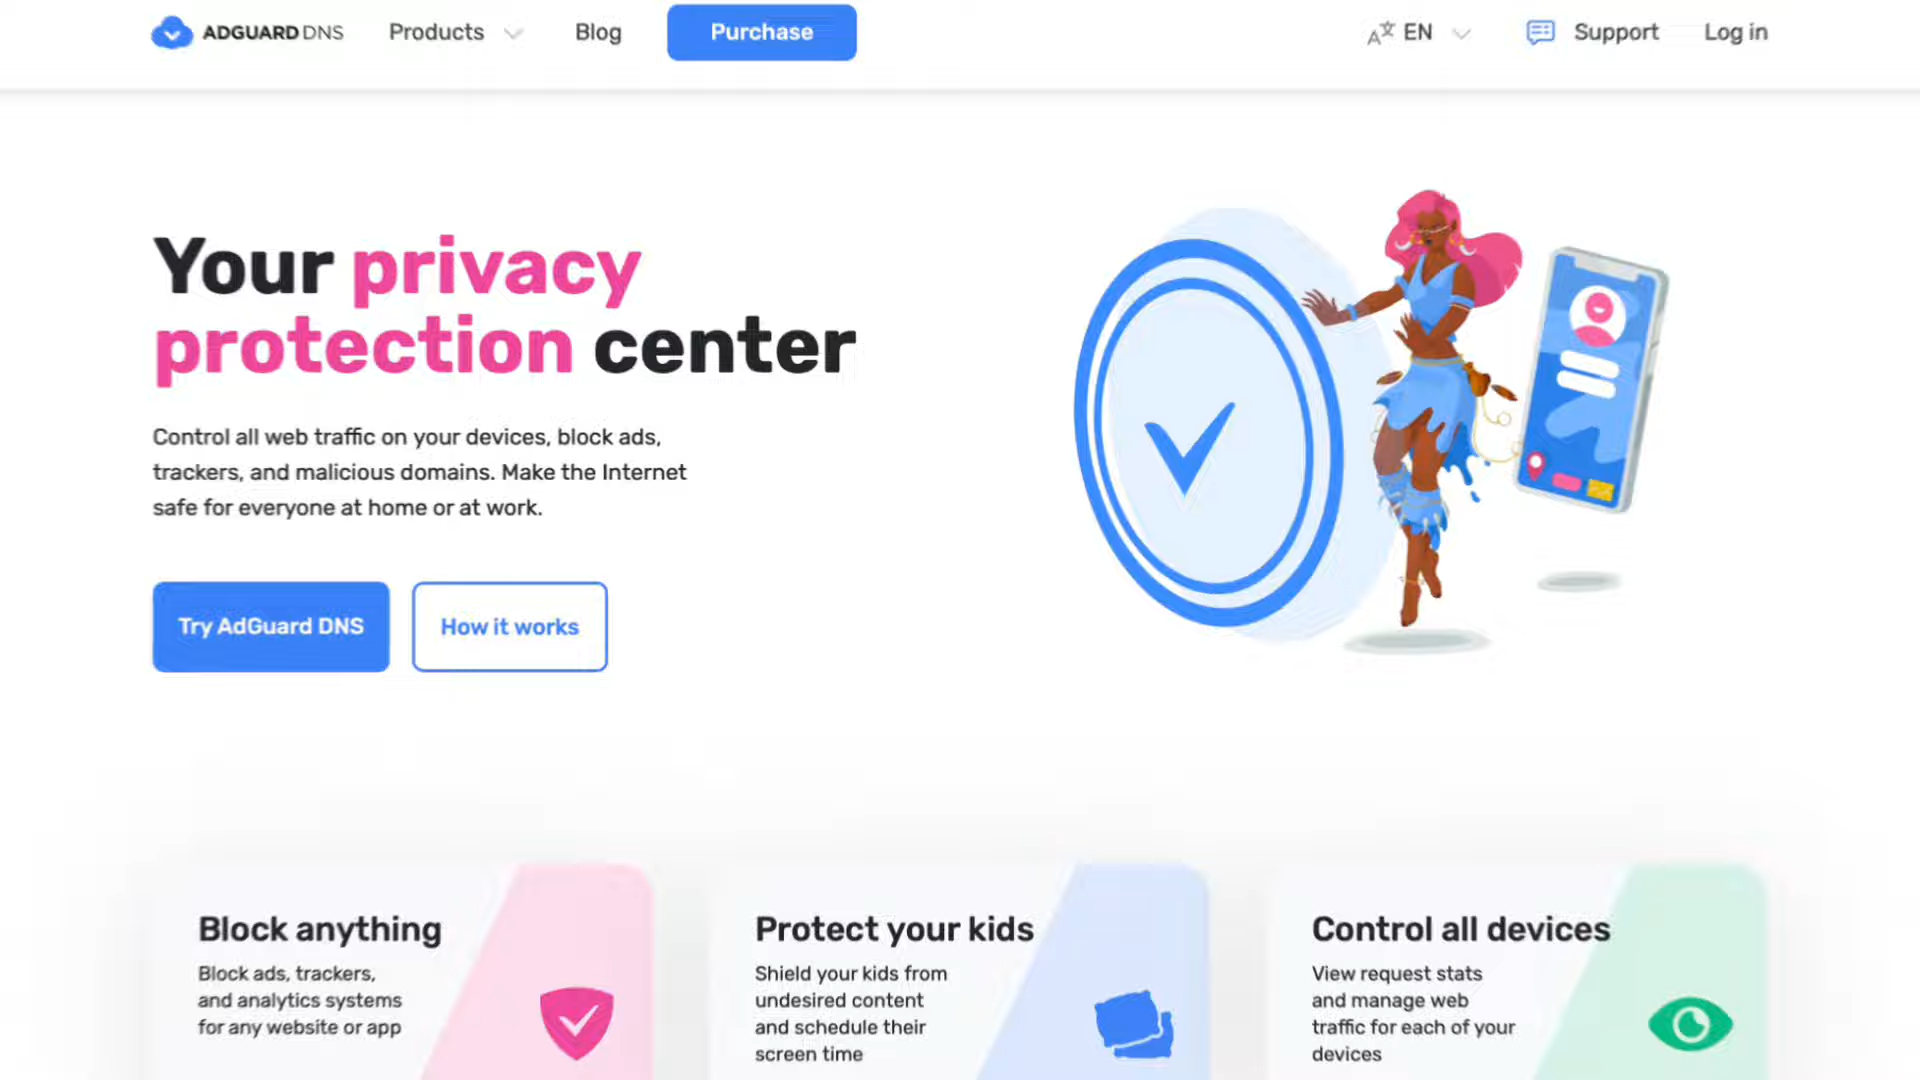 ADGUARD DNS
Products
Blog
Purchase
EN
Support
Log in
Your privacy
protection center
Control all web traffic on your devices, block ads,
trackers, and malicious domains. Make the Internet
safe for everyone at home or at work.
Try AdGuard DNS
How it works
Block anything
Block ads, trackers,
and analytics systems
for any website or app
Protect your kids
Shield your kids from
undesired content
and schedule their
screen time
Control all devices
View request stats
and manage web
traffic for each of your
devices